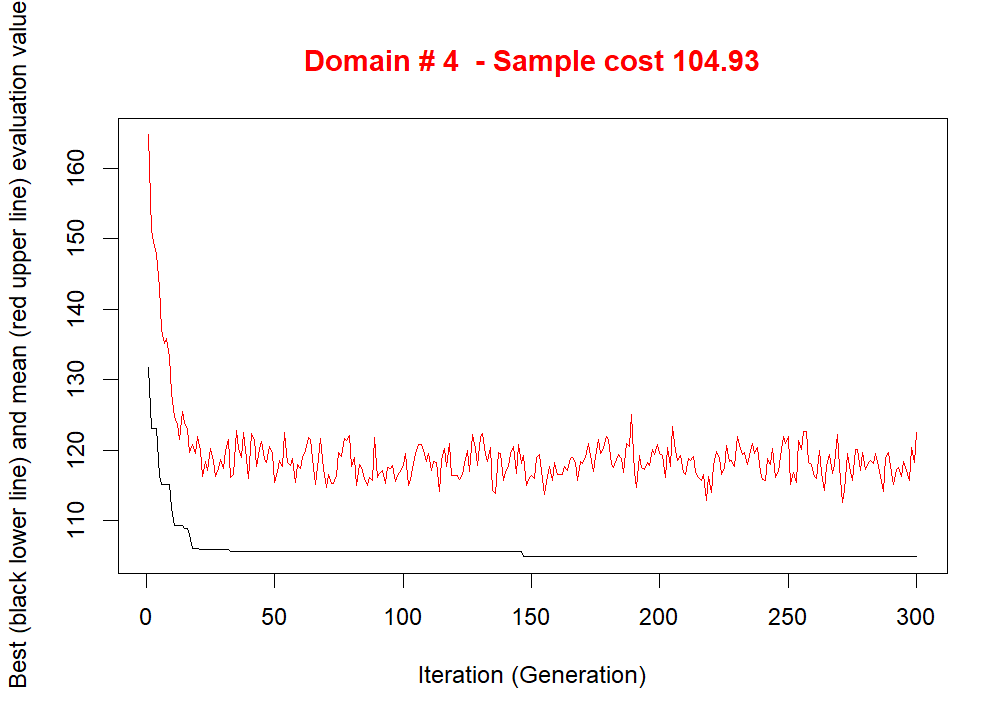 Domain # 4  - Sample cost 104.93
Best (black lower line) and mean (red upper line) evaluation value
160
150
140
130
120
110
0 50 100 150 200 250 300
Iteration (Generation)